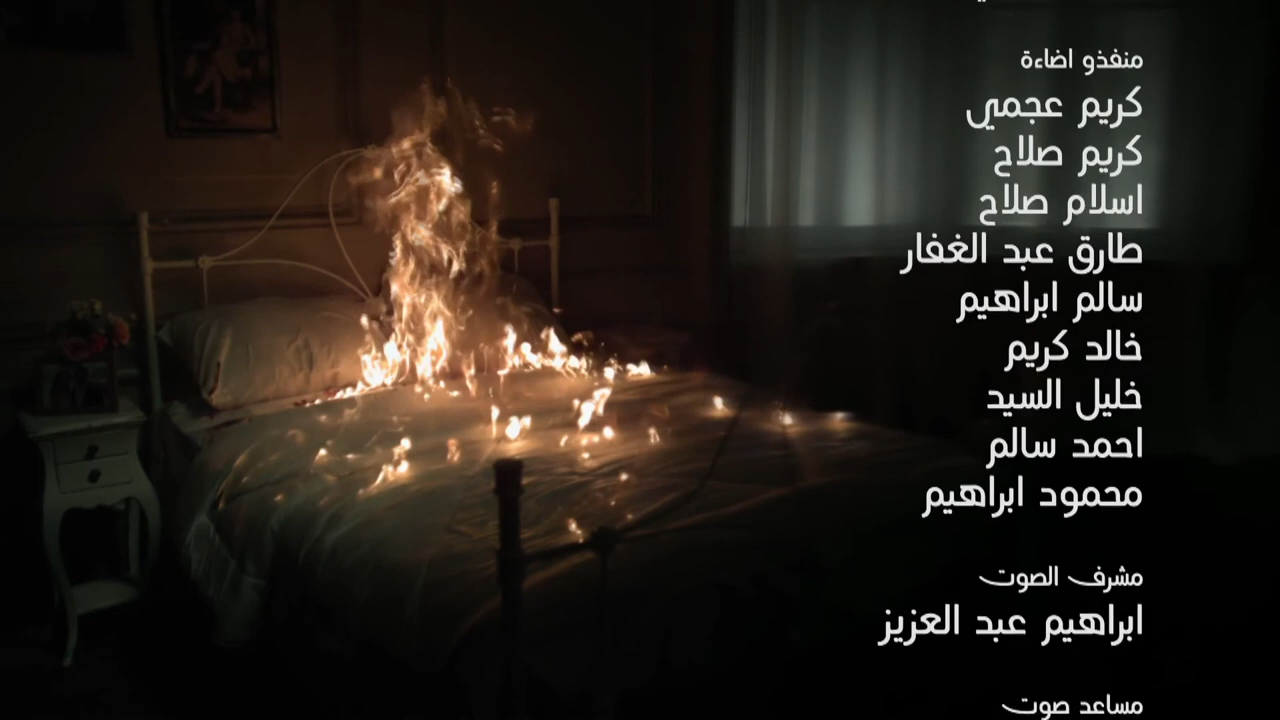 منفذو اضاءة
كريم عجمي
كريم صلاح
اسلام صلاح
طارق عبد الغفار
سالم ابراهيم
خالد كريم
خليل السيد
احمد سالم
محمود ابراهيم
مشرف الصوت
ابراهيم عبد العزيز
مساعد صوت